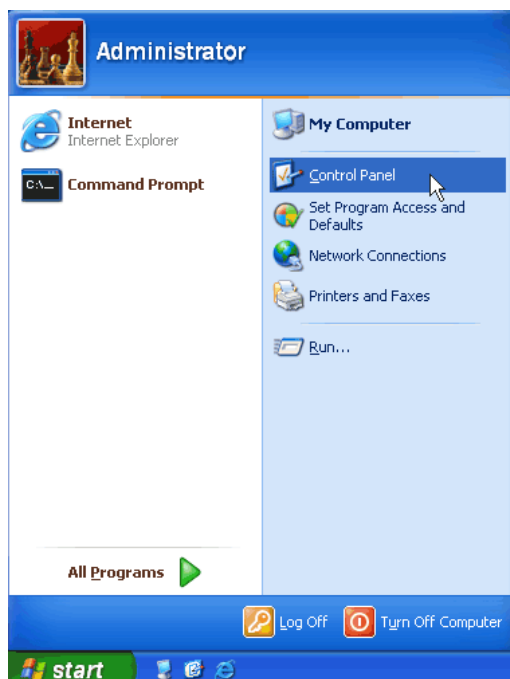 Administrator
Internet
Internet Explorer
C:\_
Command Prompt
All Programs
My Computer
Control Panel
Set Program Access and
Defaults
Network Connections
Printers and Faxes
Run...
Log Off
Turn Off Computer
start